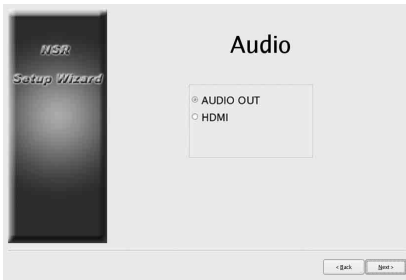 NSR
Setup Wizard
Audio
AUDIO OUT
HDMI
< Back
Next >